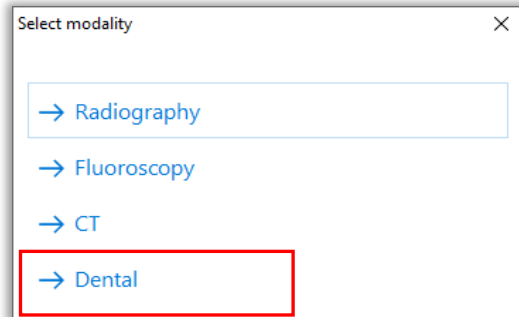 Select modality
Radiography
Fluoroscopy
CT
Dental